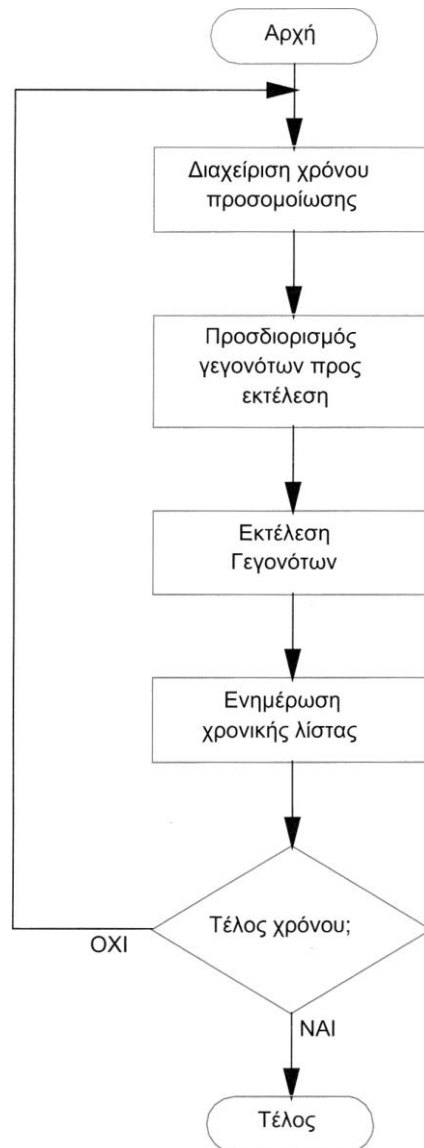 Αρχή
Διαχείριση χρόνου
προσομοίωσης
Προσδιορισμός
γεγονότων προς
εκτέλεση
Εκτέλεση
Γεγονότων
Ενημέρωση
χρονικής λίστας
Τέλος χρόνου;
ΟΧΙ
ΝΑΙ
Τέλος